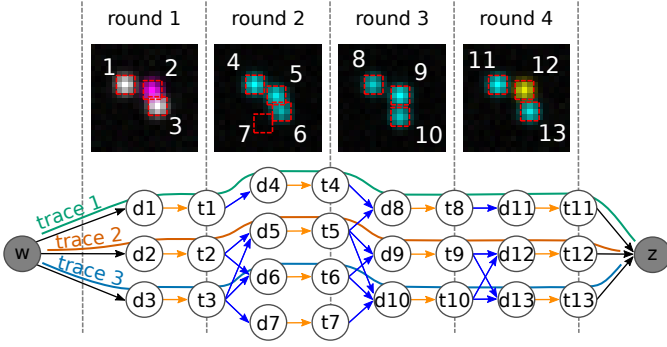 round 1 round 2 round 3 round 4
1 2 3
4 5 6 7
8 9 10
11 12 13
trace 1
trace 2
trace 3
w
d1 t1 d4 t4 d8 t8 d11 t11
d2 t2 d5 t5 d9 t9 d12 t12
d3 t3 d6 t6 d10 t10 d13 t13
d7 t7
z